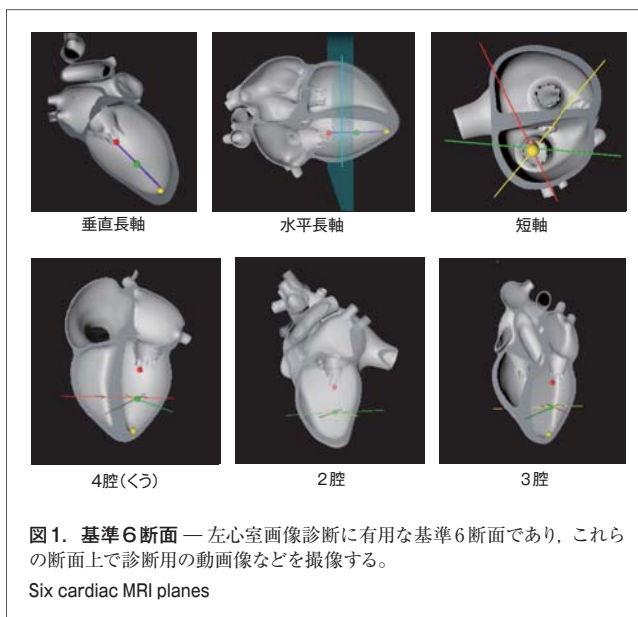 垂直長軸
水平長軸
短軸
4腔(くう)
2腔
3腔
図1. 基準6断面 — 左心室画像診断に有用な基準6断面であり，これら
の断面上で診断用の動画像などを撮像する。
Six cardiac MRI planes